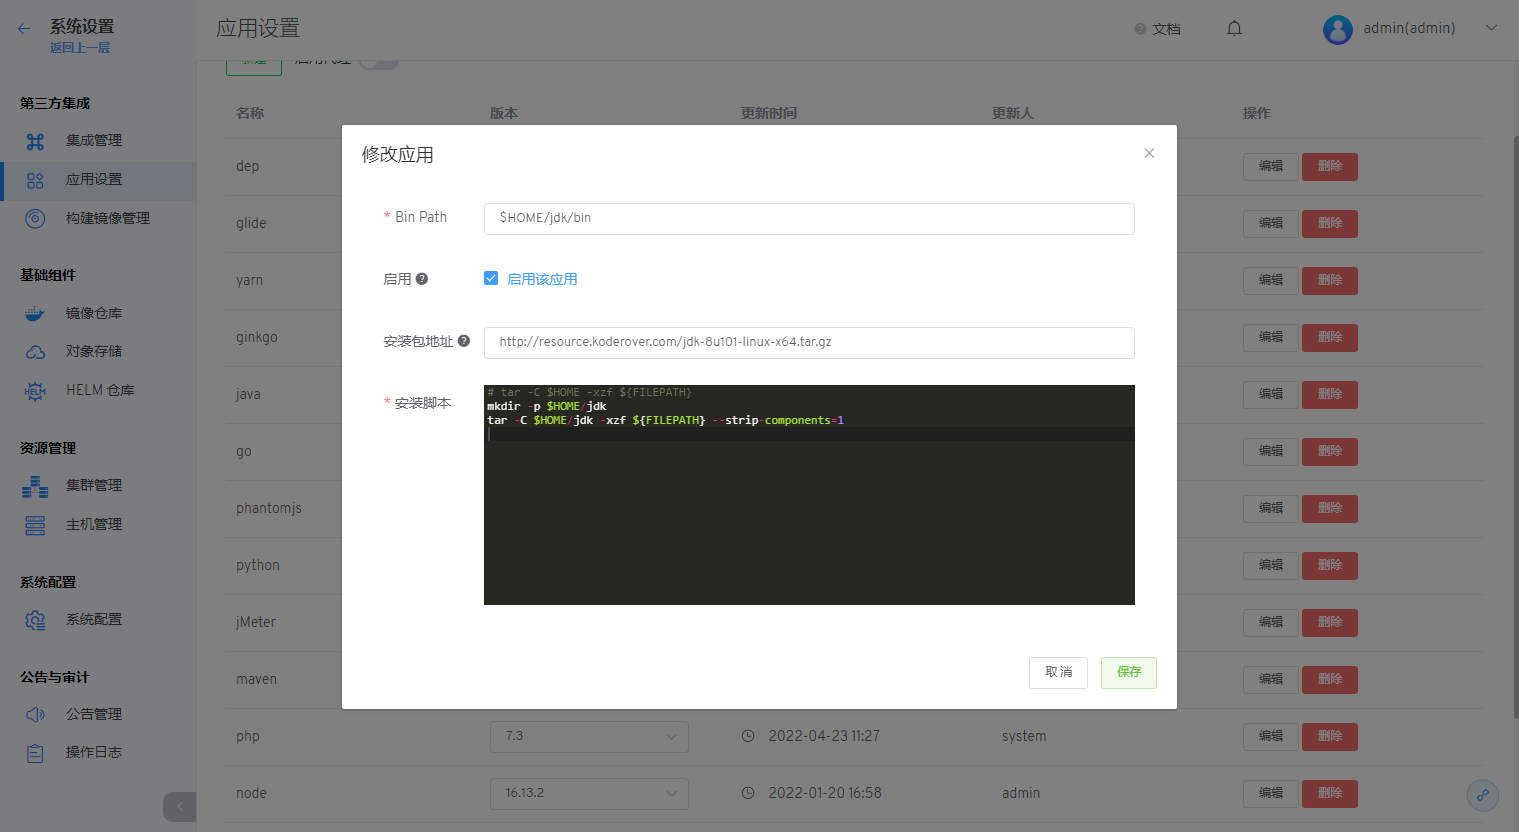 系统设置
返回上一层
应用设置
文档
admin(admin)
第三方集成
集成管理
应用设置
构建镜像管理
基础组件
镜像仓库
对象存储
HELM 仓库
资源管理
集群管理
主机管理
系统配置
系统配置
公告与审计
公告管理
操作日志
名称 版本 更新时间 更新人 操作
dep 编辑 删除
glide 编辑 删除
yarn 编辑 删除
ginkgo 编辑 删除
java 编辑 删除
go 编辑 删除
phantomjs 编辑 删除
python 编辑 删除
jMeter 编辑 删除
maven 编辑 删除
php 7.3 2022-04-23 11:27 system 编辑 删除
node 16.13.2 2022-01-20 16:58 admin 编辑 删除
修改应用
* Bin Path $HOME/jdk/bin
启用 启用该应用
安装包地址 http://resource.koderover.com/jdk-8u101-linux-x64.tar.gz
* 安装脚本
# tar -C $HOME -xzf ${FILEPATH}
mkdir -p $HOME/jdk
tar -C $HOME/jdk -xzf ${FILEPATH} --strip-components=1
取消 保存